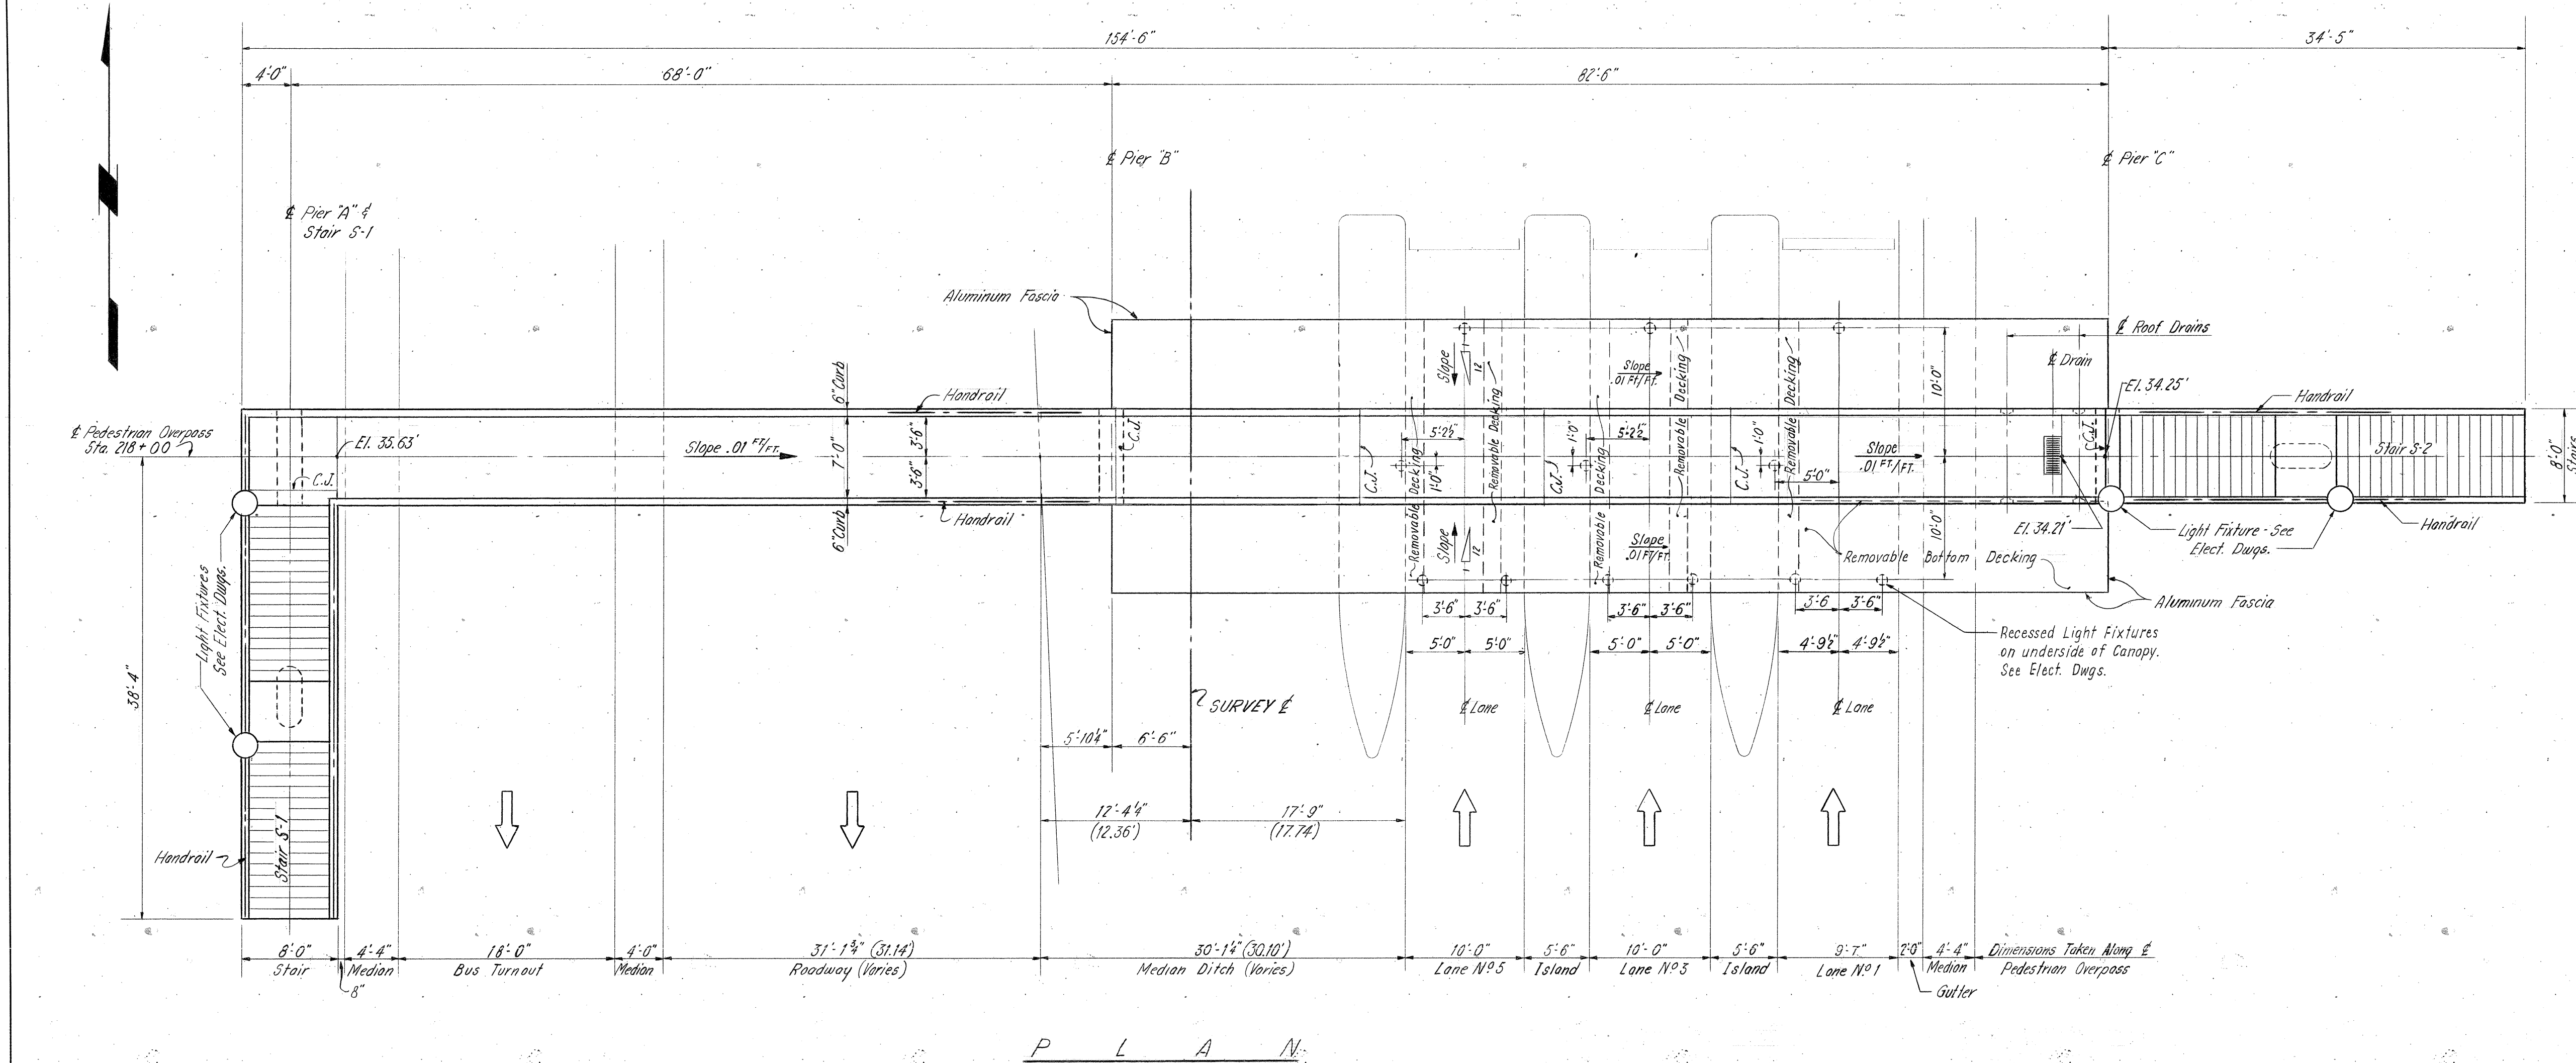 154'-6"
34'-5"
4'-0"
68'-0"
82'-6"
℄ Pier "B"
℄ Pier "C"
℄ Pier "A" &
Stair S-1
Aluminum Fascia
℄ Roof Drains
℄ Drain
El. 34.25'
Handrail
6" Curb
Handrail
Slope
1
12
Removable Decking
Slope
.01 Ft/Ft.
Removable Decking
Removable Decking
10'-0"
℄ Pedestrian Overpass
Sta. 218+00
El. 35.63'
Slope .01 FT/FT.
7'-0"
3'-6"
3'-6"
C.J.
C.J.
5'-2½"
1'-0"
C.J.
Removable Decking
1'-0"
5'-2½"
C.J.
Removable Decking
1'-0"
5'-0"
C.J.
Slope
.01 FT./FT.
C.J.
Stair S-2
8'-0"
Stairs
6" Curb
Handrail
Slope
1
12
Slope
.01 FT/FT.
10'-0"
El. 34.21'
Removable Bottom Decking
Light Fixture - See
Elect. Dwgs.
Handrail
Light Fixtures
See Elect. Dwgs.
3'-6"
3'-6"
3'-6"
3'-6"
3'-6
3'-6"
Aluminum Fascia
Recessed Light Fixtures
on underside of Canopy.
See Elect. Dwgs.
5'-0"
5'-0"
5'-0"
5'-0"
4'-9½"
4'-9½"
38'-4"
SURVEY ℄
℄ Lane
℄ Lane
℄ Lane
5'-10¼"
6'-6"
12'-4¼"
(12.36')
17'-9"
(17.74')
Handrail
Stair S-1
8'-0"
Stair
8"
4'-4"
Median
18'-0"
Bus Turnout
4'-0"
Median
31'-1¾" (31.14')
Roadway (Varies)
30'-1¼" (30.10')
Median Ditch (Varies)
10'-0"
Lane Nº 5
5'-6"
Island
10'-0"
Lane Nº 3
5'-6"
Island
9'-7"
Lane Nº 1
2'-0"
Gutter
4'-4"
Median
Dimensions Taken Along ℄
Pedestrian Overpass
PLAN